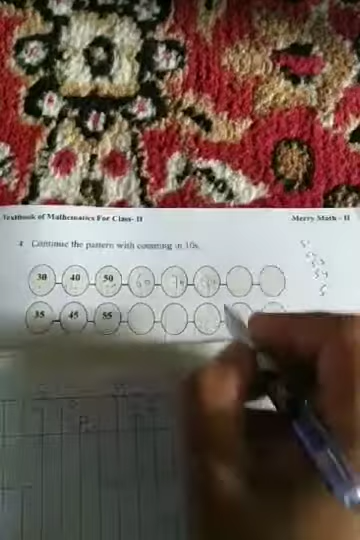 Textbook of Mathematics For Class- II Merry Math - II
4 Continue the pattern with counting in 10s.
30 40 50 60 70
35 45 55